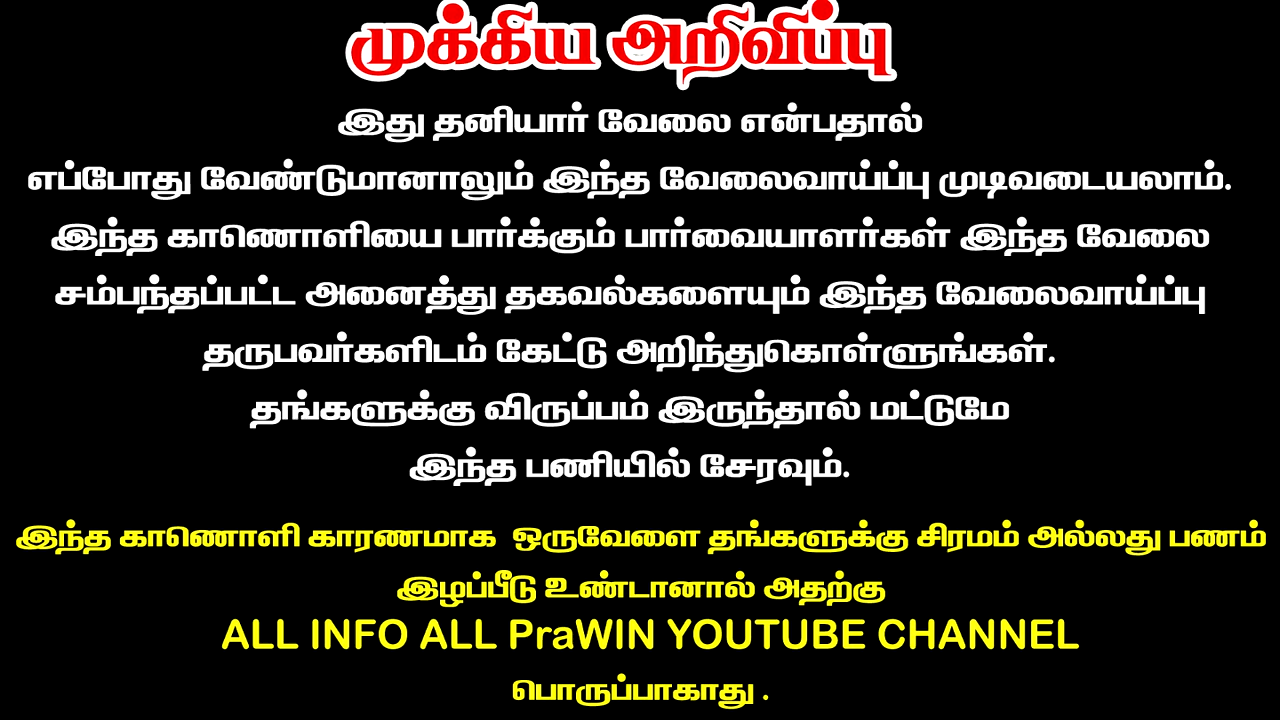 முக்கிய அறிவிப்பு
இது தனியார் வேலை என்பதால்
எப்போது வேண்டுமானாலும் இந்த வேலைவாய்ப்பு முடிவடையலாம்.
இந்த காணொளியை பார்க்கும் பார்வையாளர்கள் இந்த வேலை
சம்பந்தப்பட்ட அனைத்து தகவல்களையும் இந்த வேலைவாய்ப்பு
தருபவர்களிடம் கேட்டு அறிந்துகொள்ளுங்கள்.
தங்களுக்கு விருப்பம் இருந்தால் மட்டுமே
இந்த பணியில் சேரவும்.
இந்த காணொளி காரணமாக ஒருவேளை தங்களுக்கு சிரமம் அல்லது பணம்
இழப்பீடு உண்டானால் அதற்கு
ALL INFO ALL PraWIN YOUTUBE CHANNEL
பொருப்பாகாது .